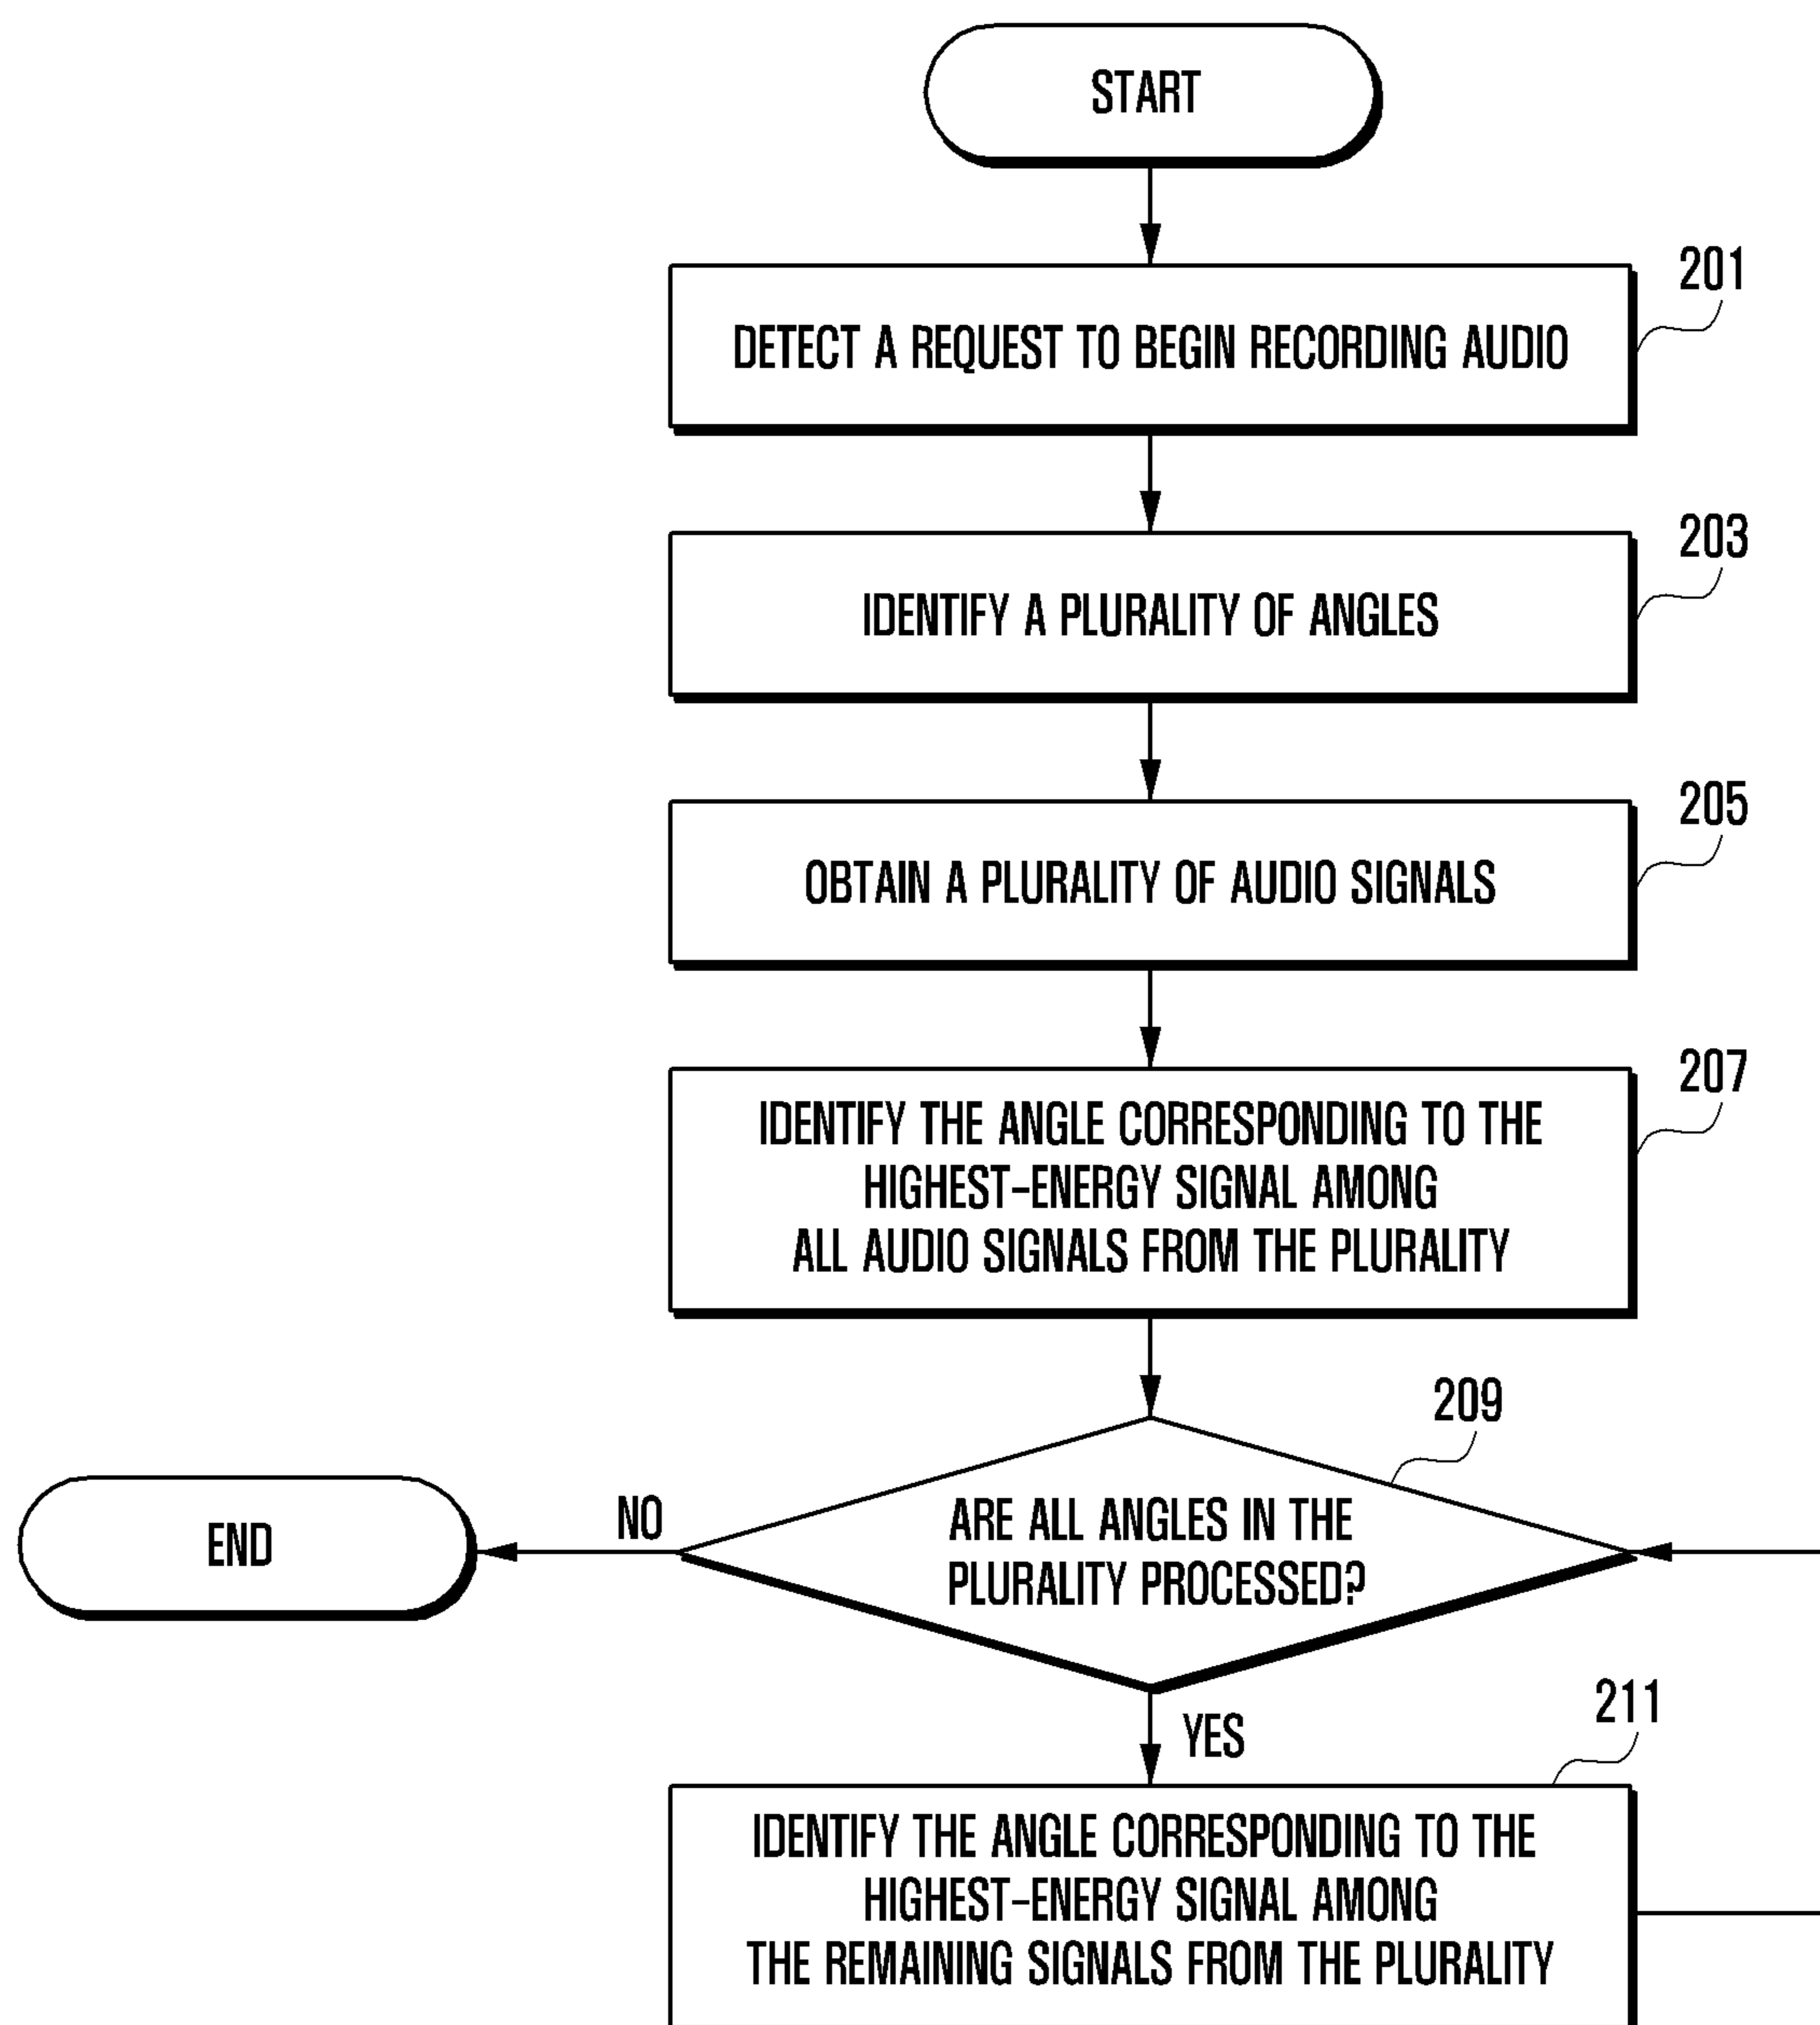 START
201
DETECT A REQUEST TO BEGIN RECORDING AUDIO
203
IDENTIFY A PLURALITY OF ANGLES
205
OBTAIN A PLURALITY OF AUDIO SIGNALS
207
IDENTIFY THE ANGLE CORRESPONDING TO THE
HIGHEST-ENERGY SIGNAL AMONG
ALL AUDIO SIGNALS FROM THE PLURALITY
209
ARE ALL ANGLES IN THE
PLURALITY PROCESSED?
NO
END
YES
211
IDENTIFY THE ANGLE CORRESPONDING TO THE
HIGHEST-ENERGY SIGNAL AMONG
THE REMAINING SIGNALS FROM THE PLURALITY